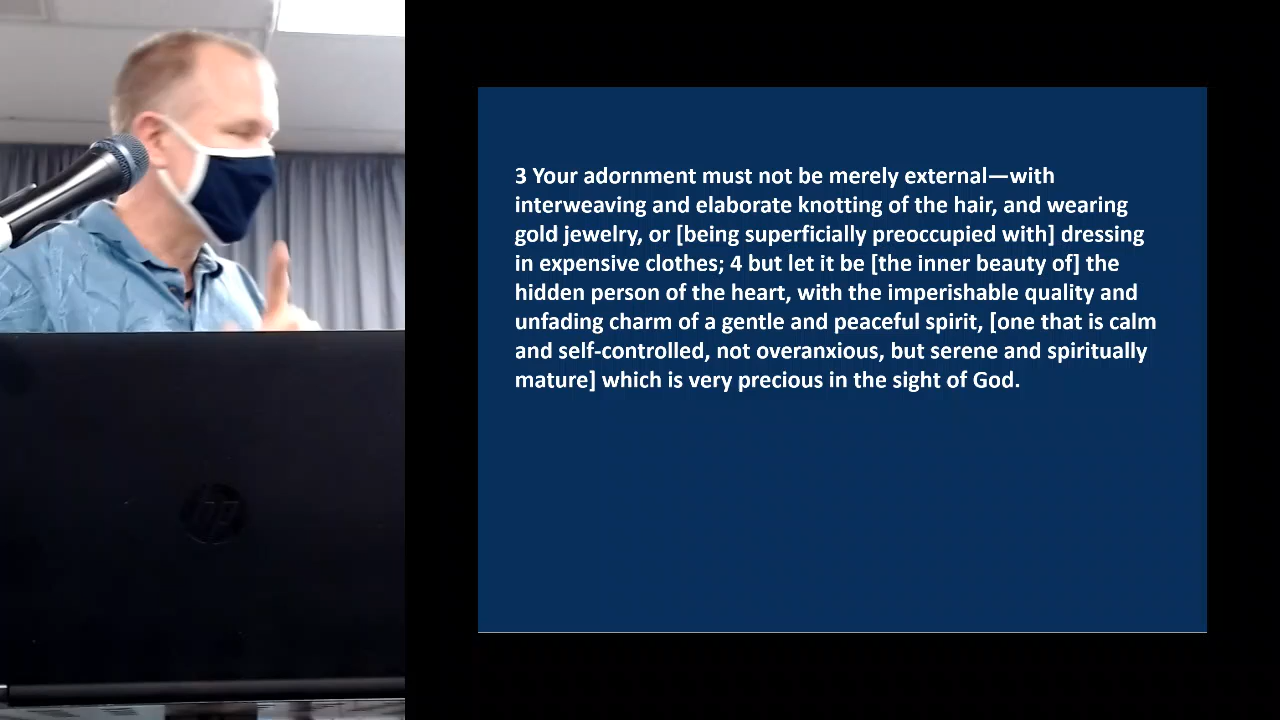 3 Your adornment must not be merely external—with
interweaving and elaborate knotting of the hair, and wearing
gold jewelry, or [being superficially preoccupied with] dressing
in expensive clothes; 4 but let it be [the inner beauty of] the
hidden person of the heart, with the imperishable quality and
unfading charm of a gentle and peaceful spirit, [one that is calm
and self-controlled, not overanxious, but serene and spiritually
mature] which is very precious in the sight of God.
hp